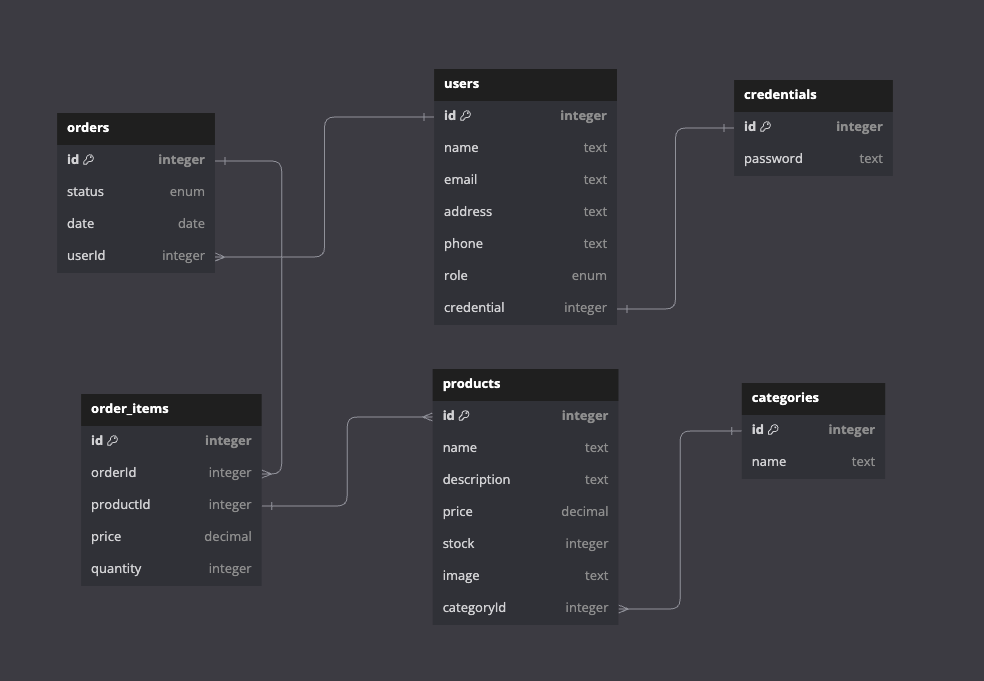 users
id integer
name text
email text
address text
phone text
role enum
credential integer
credentials
id integer
password text
orders
id integer
status enum
date date
userId integer
order_items
id integer
orderId integer
productId integer
price decimal
quantity integer
products
id integer
name text
description text
price decimal
stock integer
image text
categoryId integer
categories
id integer
name text